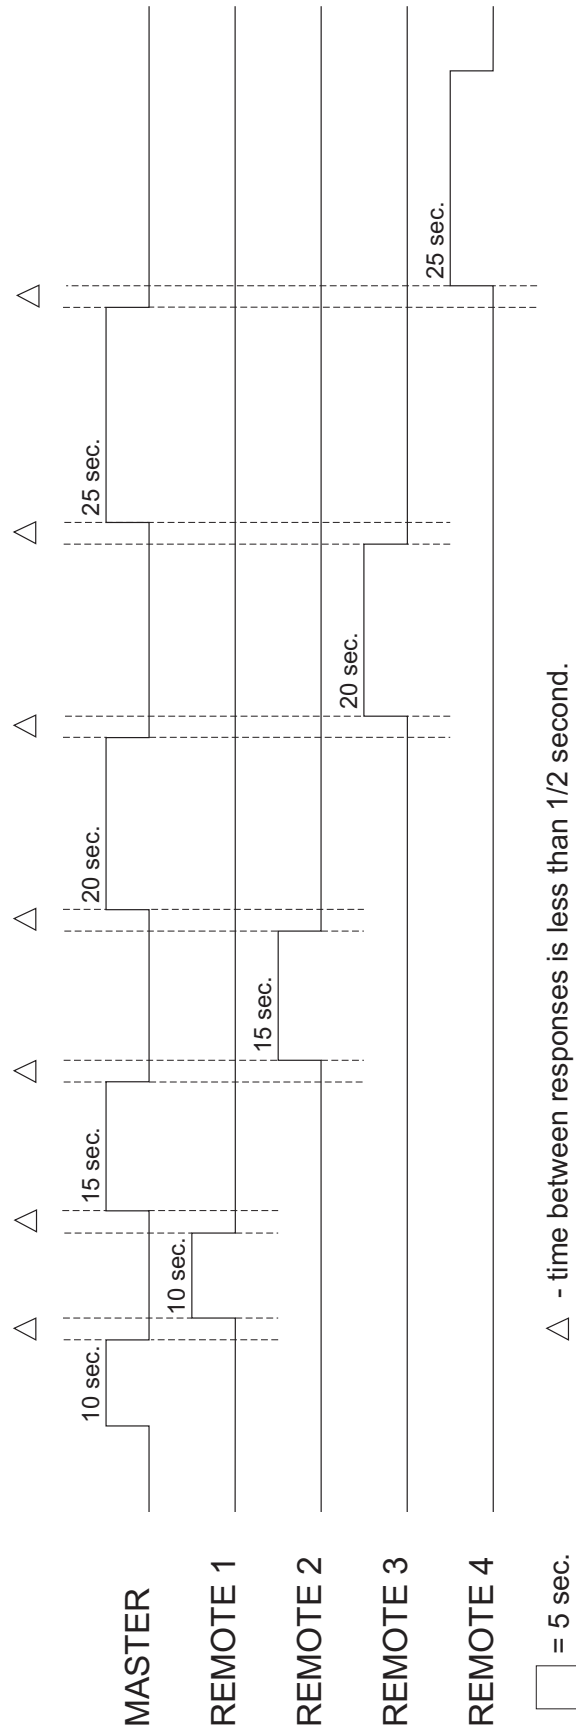 △ △ △ △ △ △ △
MASTER 10 sec. 15 sec. 20 sec. 25 sec.
REMOTE 1 10 sec.
REMOTE 2 15 sec.
REMOTE 3 20 sec.
REMOTE 4 25 sec.
= 5 sec. △ - time between responses is less than 1/2 second.